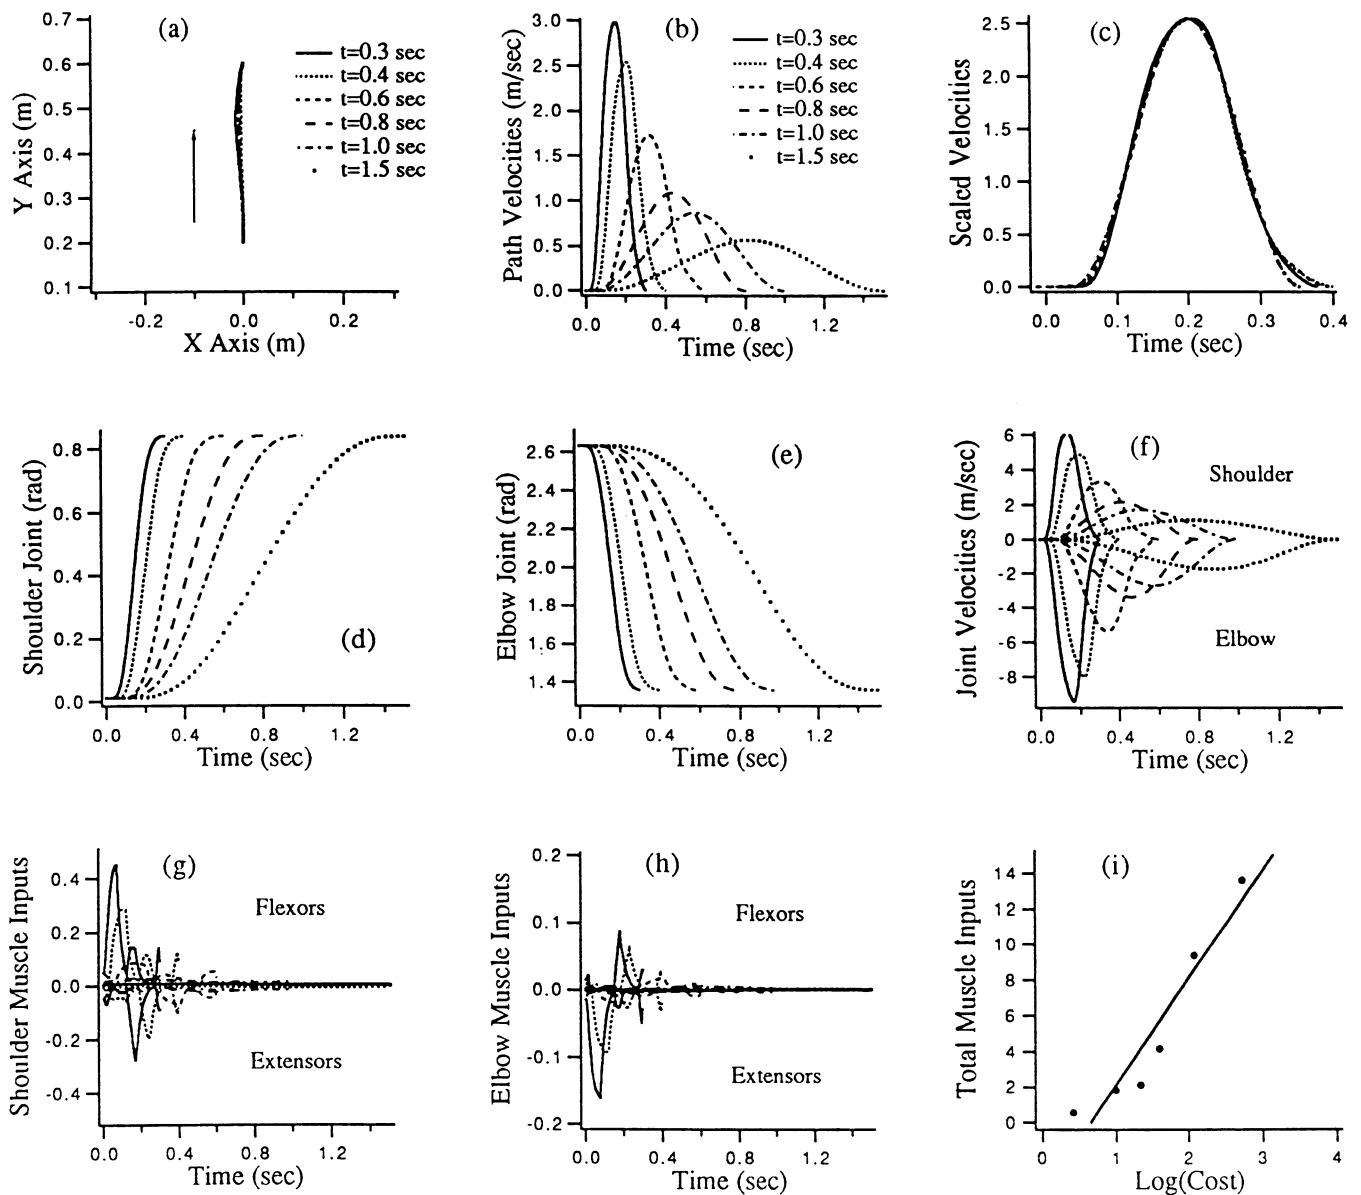 (a)
0.7
0.6
0.5
0.4
0.3
0.2
0.1
Y Axis (m)
-0.2
0.0
0.2
X Axis (m)
t=0.3 sec
t=0.4 sec
t=0.6 sec
t=0.8 sec
t=1.0 sec
t=1.5 sec
(b)
3.0
2.5
2.0
1.5
1.0
0.5
0.0
Path Velocities (m/sec)
0.0
0.4
0.8
1.2
Time (sec)
t=0.3 sec
t=0.4 sec
t=0.6 sec
t=0.8 sec
t=1.0 sec
t=1.5 sec
(c)
2.5
2.0
1.5
1.0
0.5
0.0
Scaled Velocities
0.0
0.1
0.2
0.3
0.4
Time (sec)
(d)
0.8
0.6
0.4
0.2
0.0
Shoulder Joint (rad)
0.0
0.4
0.8
1.2
Time (sec)
(e)
2.6
2.4
2.2
2.0
1.8
1.6
1.4
Elbow Joint (rad)
0.0
0.4
0.8
1.2
Time (sec)
(f)
6
4
2
0
-2
-4
-6
-8
Joint Velocities (m/sec)
Shoulder
Elbow
0.0
0.4
0.8
1.2
Time (sec)
(g)
0.4
0.2
0.0
-0.2
-0.4
Shoulder Muscle Inputs
Flexors
Extensors
0.0
0.4
0.8
1.2
Time (sec)
(h)
0.2
0.1
0.0
-0.1
-0.2
Elbow Muscle Inputs
Flexors
Extensors
0.0
0.4
0.8
1.2
Time (sec)
(i)
14
12
10
8
6
4
2
0
Total Muscle Inputs
0
1
2
3
4
Log(Cost)